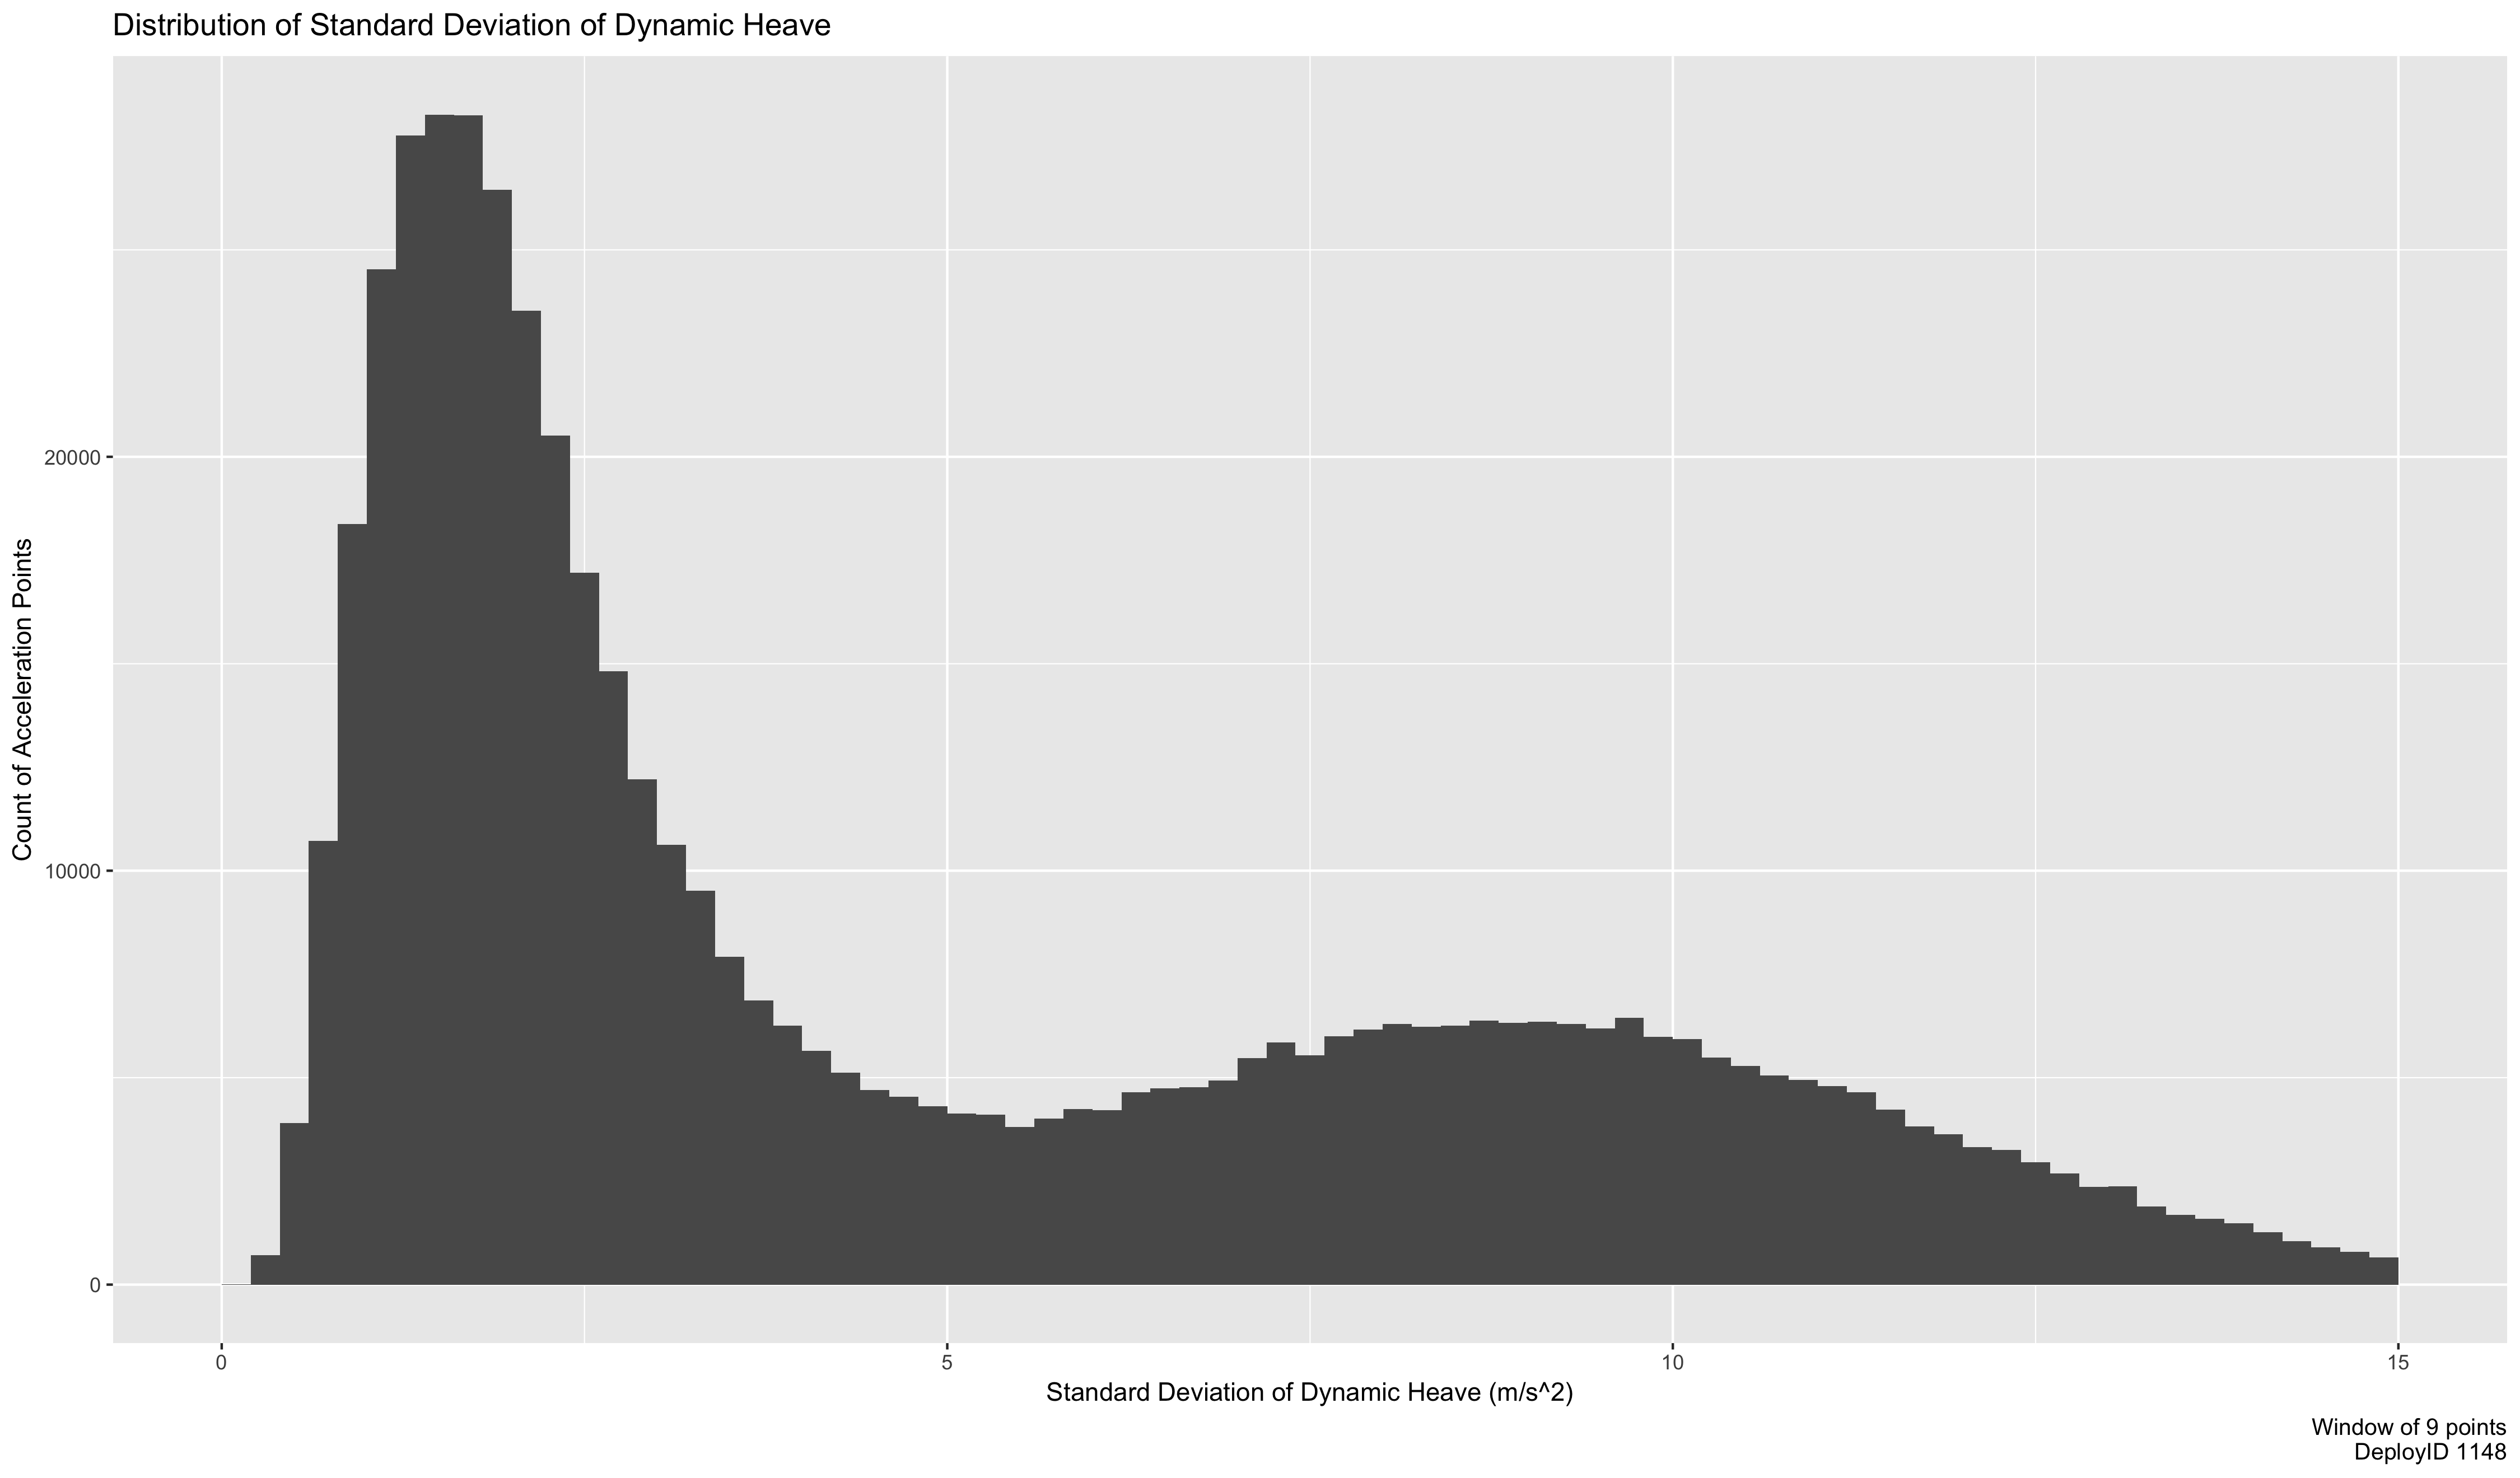 Distribution of Standard Deviation of Dynamic Heave
Count of Acceleration Points
20000
10000
0
0
5
10
15
Standard Deviation of Dynamic Heave (m/s^2)
Window of 9 points
DeployID 1148